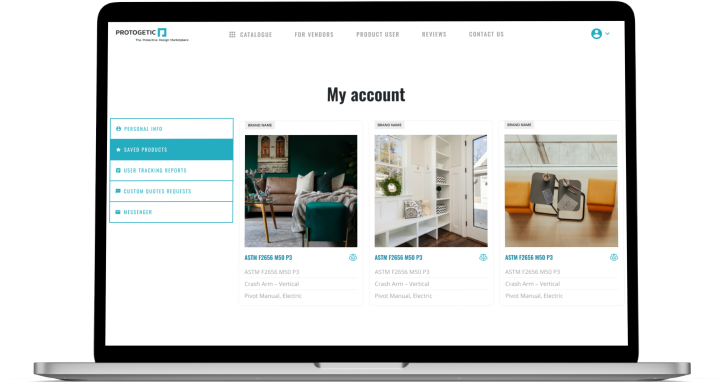 PROTOGETIC
The Protective Design Marketplace
CATALOGUE
FOR VENDORS
PRODUCT USER
REVIEWS
CONTACT US
My account
PERSONAL INFO
SAVED PRODUCTS
USER TRACKING REPORTS
CUSTOM QUOTES REQUESTS
MESSENGER
BRAND NAME
ASTM F2656 M50 P3
ASTM F2656 M50 P3
Crash Arm – Vertical
Pivot Manual, Electric
BRAND NAME
ASTM F2656 M50 P3
ASTM F2656 M50 P3
Crash Arm – Vertical
Pivot Manual, Electric
BRAND NAME
ASTM F2656 M50 P3
ASTM F2656 M50 P3
Crash Arm – Vertical
Pivot Manual, Electric